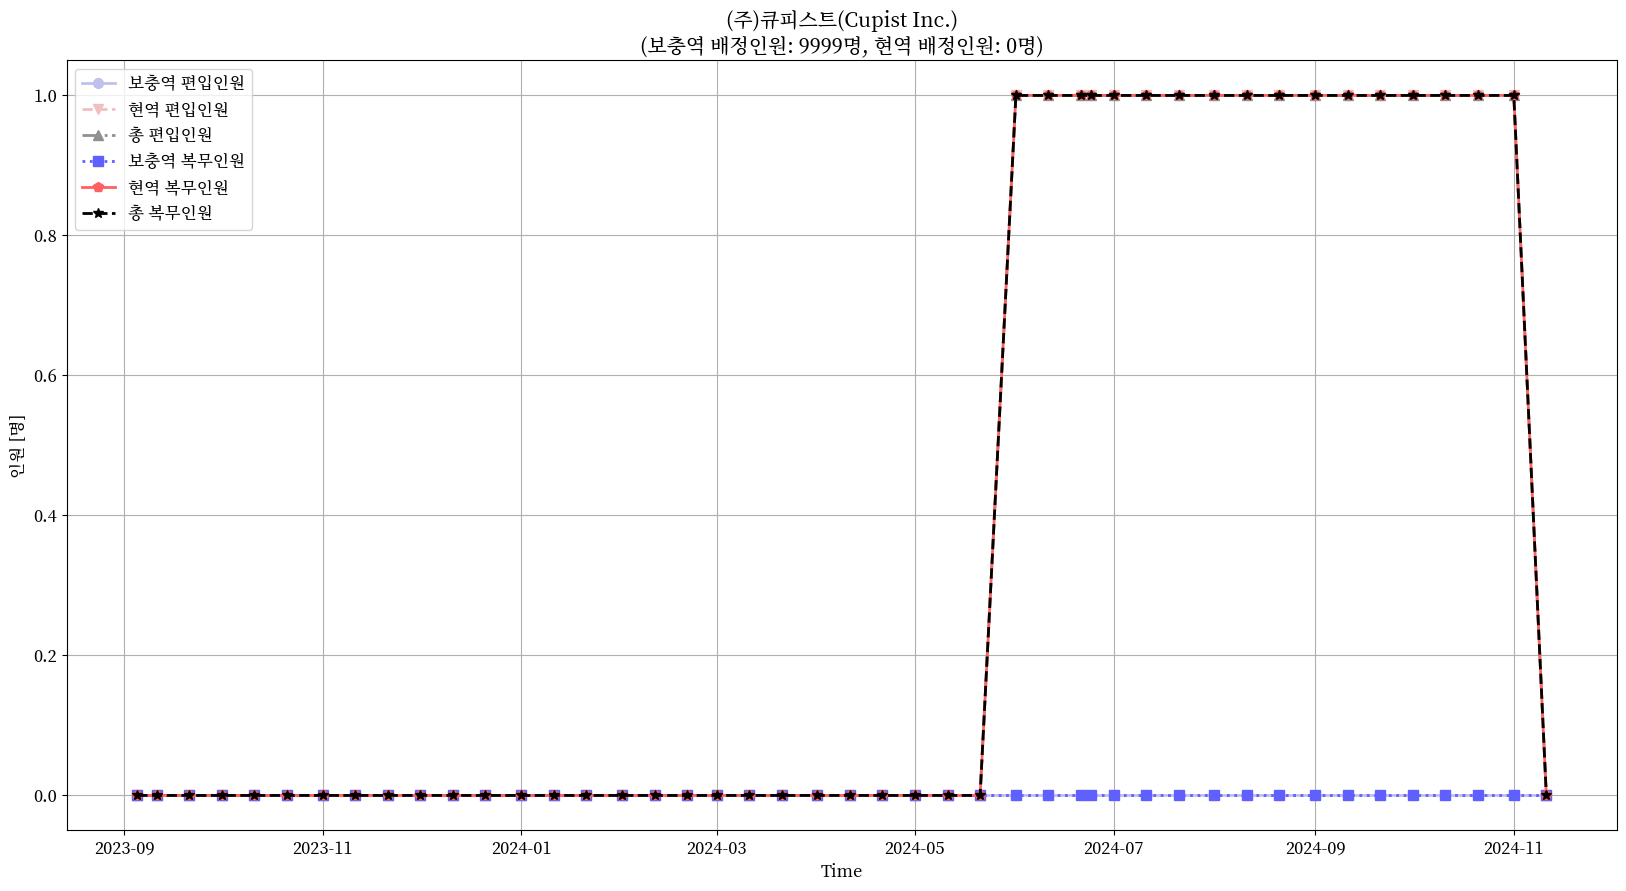 (주)큐피스트(Cupist Inc.)
(보충역 배정인원: 9999명, 현역 배정인원: 0명)
보충역 편입인원
현역 편입인원
총 편입인원
보충역 복무인원
현역 복무인원
총 복무인원
1.0
0.8
0.6
0.4
0.2
0.0
인원 [명]
2023-09
2023-11
2024-01
2024-03
2024-05
2024-07
2024-09
2024-11
Time